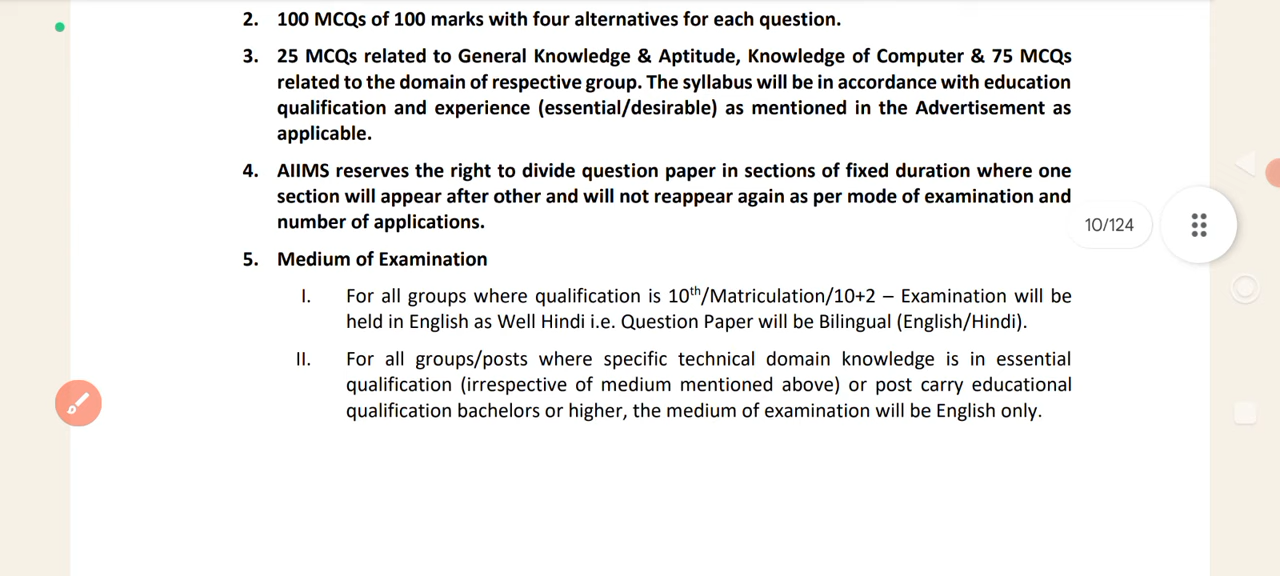 2. 100 MCQs of 100 marks with four alternatives for each question.
3. 25 MCQs related to General Knowledge & Aptitude, Knowledge of Computer & 75 MCQs
related to the domain of respective group. The syllabus will be in accordance with education
qualification and experience (essential/desirable) as mentioned in the Advertisement as
applicable.
4. AIIMS reserves the right to divide question paper in sections of fixed duration where one
section will appear after other and will not reappear again as per mode of examination and
number of applications.
10/124
5. Medium of Examination
I. For all groups where qualification is 10th/Matriculation/10+2 – Examination will be
held in English as Well Hindi i.e. Question Paper will be Bilingual (English/Hindi).
II. For all groups/posts where specific technical domain knowledge is in essential
qualification (irrespective of medium mentioned above) or post carry educational
qualification bachelors or higher, the medium of examination will be English only.